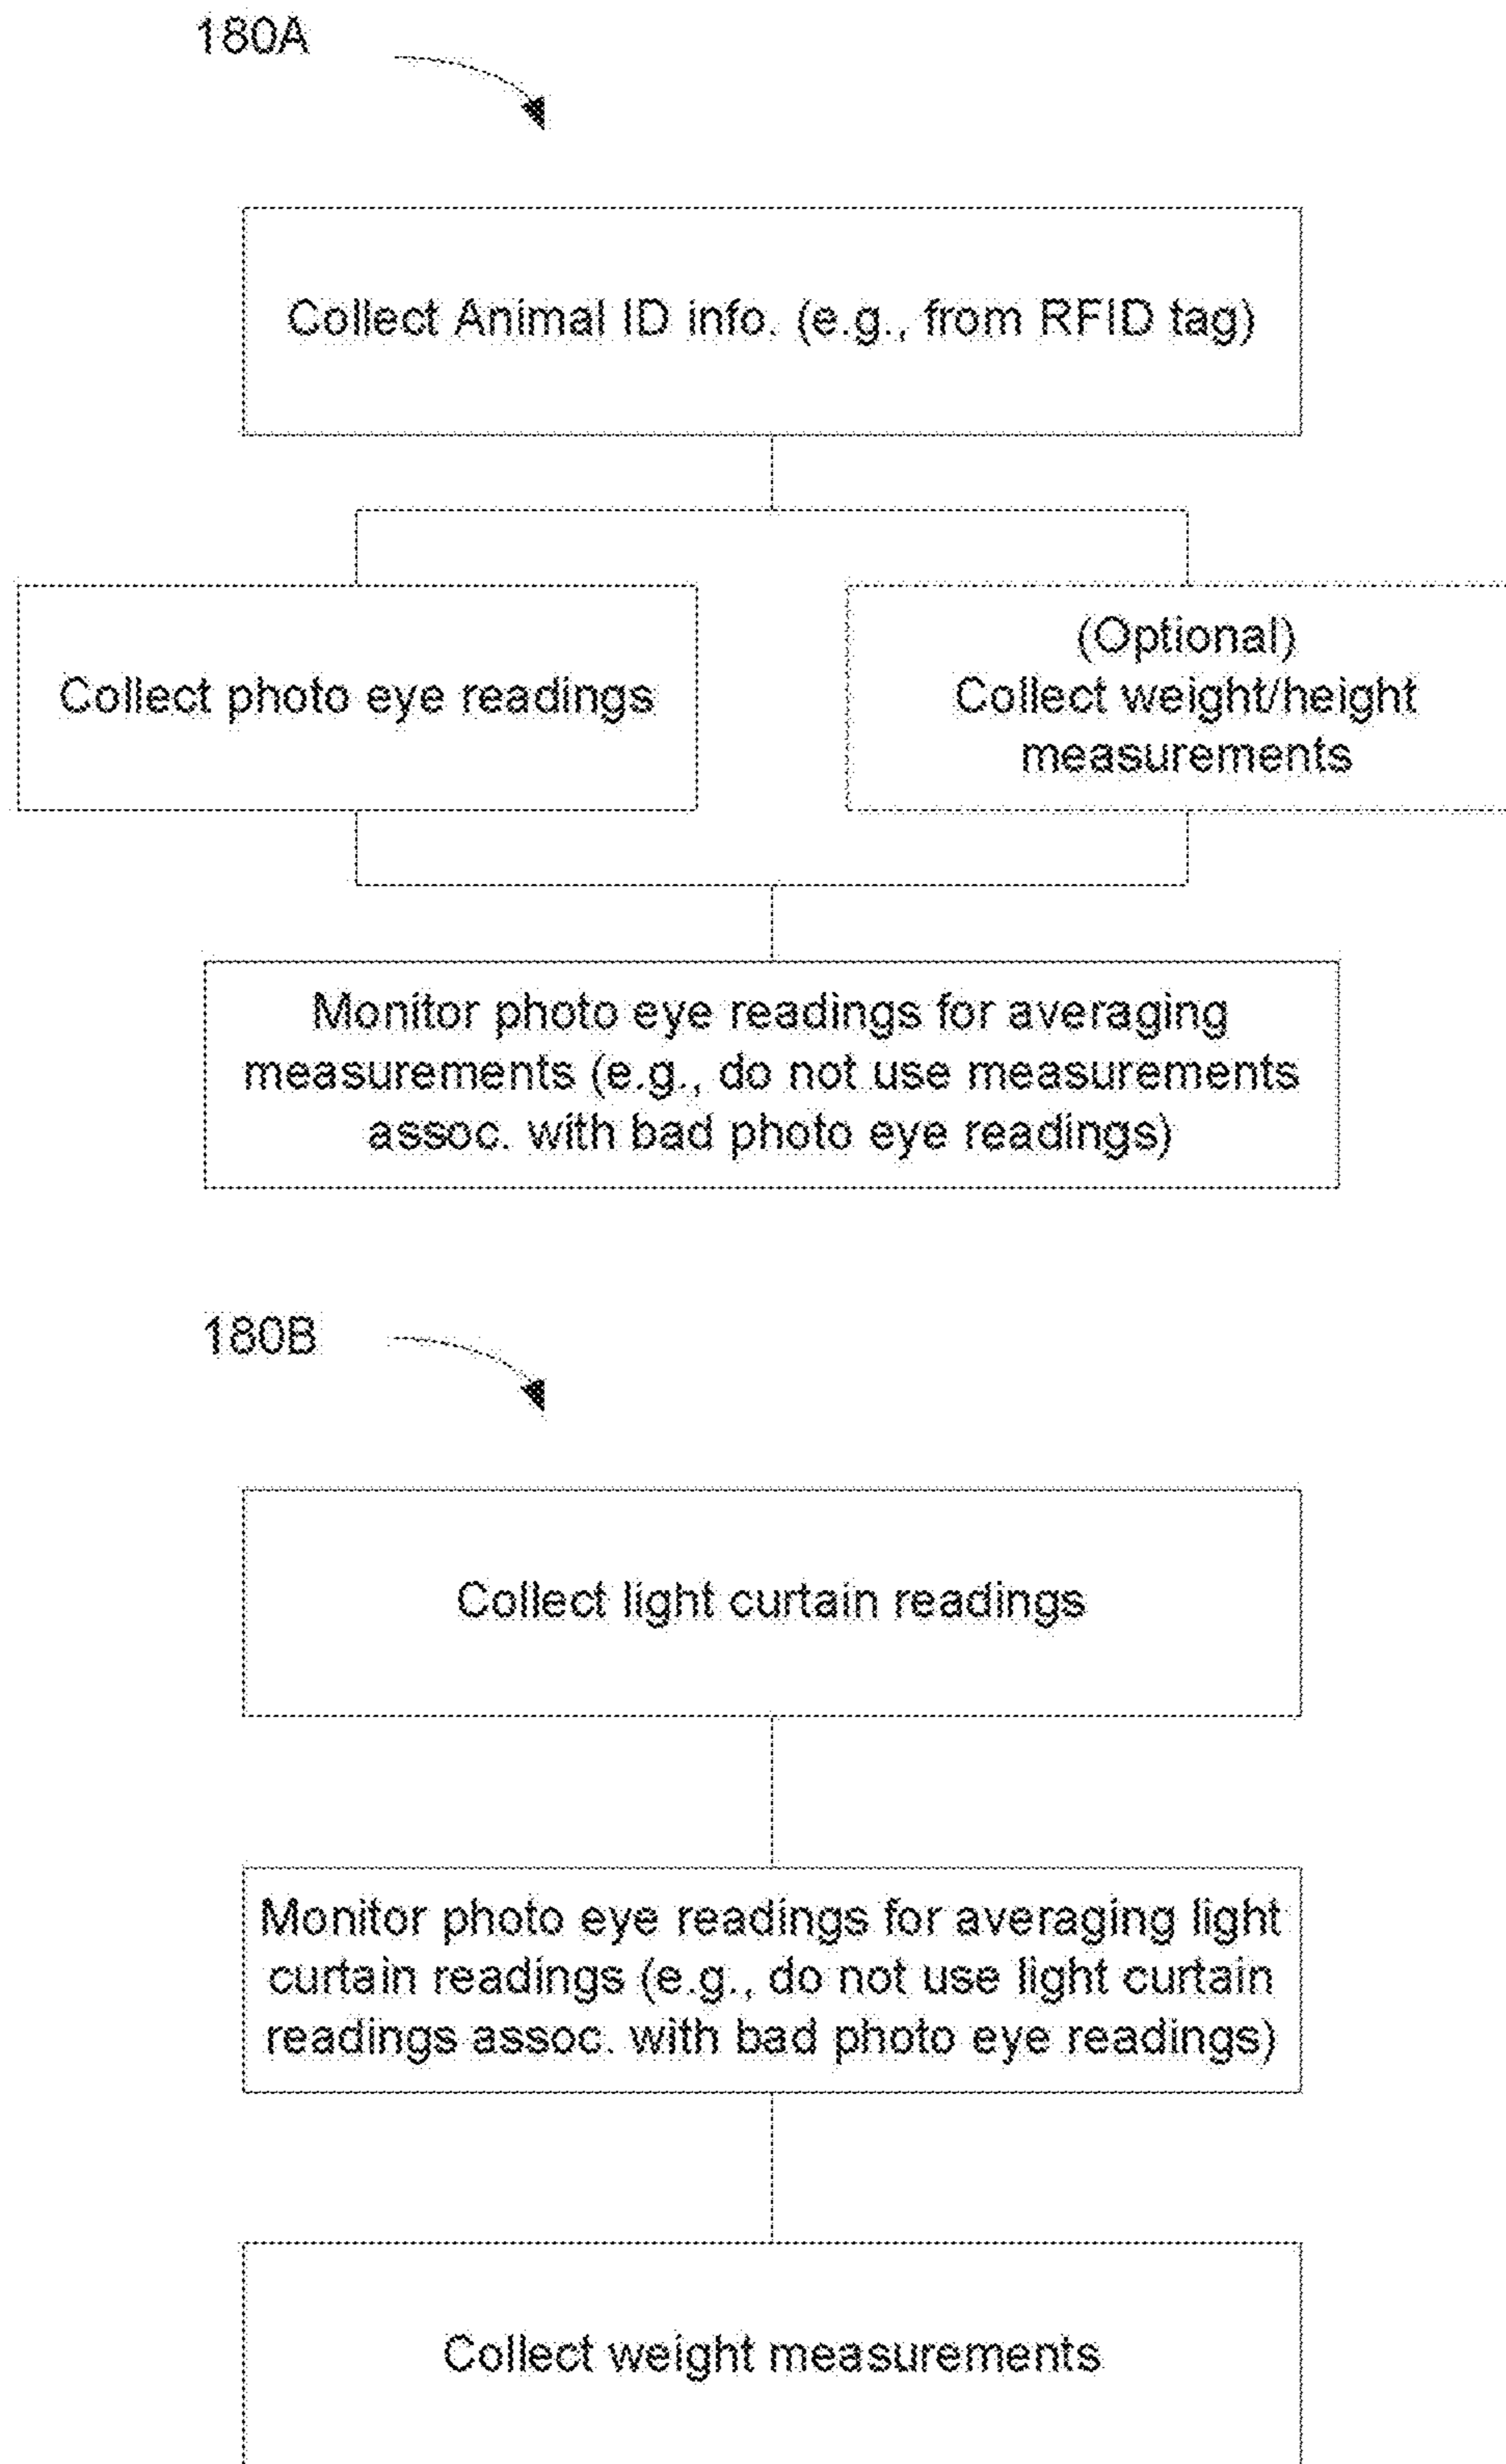 180A
Collect Animal ID info. (e.g., from RFID tag)
Collect photo eye readings
(Optional)
Collect weight/height
measurements
Monitor photo eye readings for averaging
measurements (e.g., do not use measurements
assoc. with bad photo eye readings)
180B
Collect light curtain readings
Monitor photo eye readings for averaging light
curtain readings (e.g., do not use light curtain
readings assoc. with bad photo eye readings)
Collect weight measurements